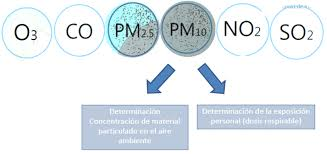 O3 CO PM2.5 PM10 NO2 SO2
Determinación
Concentración de material
particulado en el aire
ambiente
Determinación de la exposición
personal (dosis respirable)